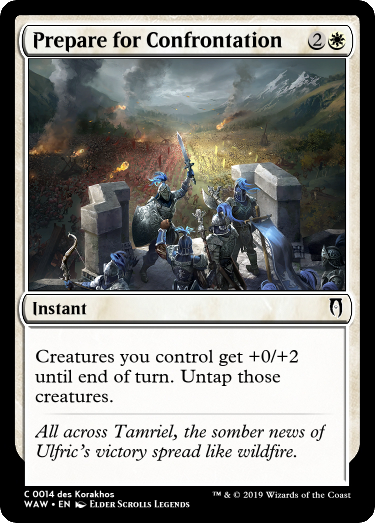 Prepare for Confrontation 2
Instant
Creatures you control get +0/+2
until end of turn. Untap those
creatures.
All across Tamriel, the somber news of
Ulfric's victory spread like wildfire.
C 0014 des Korakhos
WAW • EN Elder Scrolls Legends
™ & © 2019 Wizards of the Coast